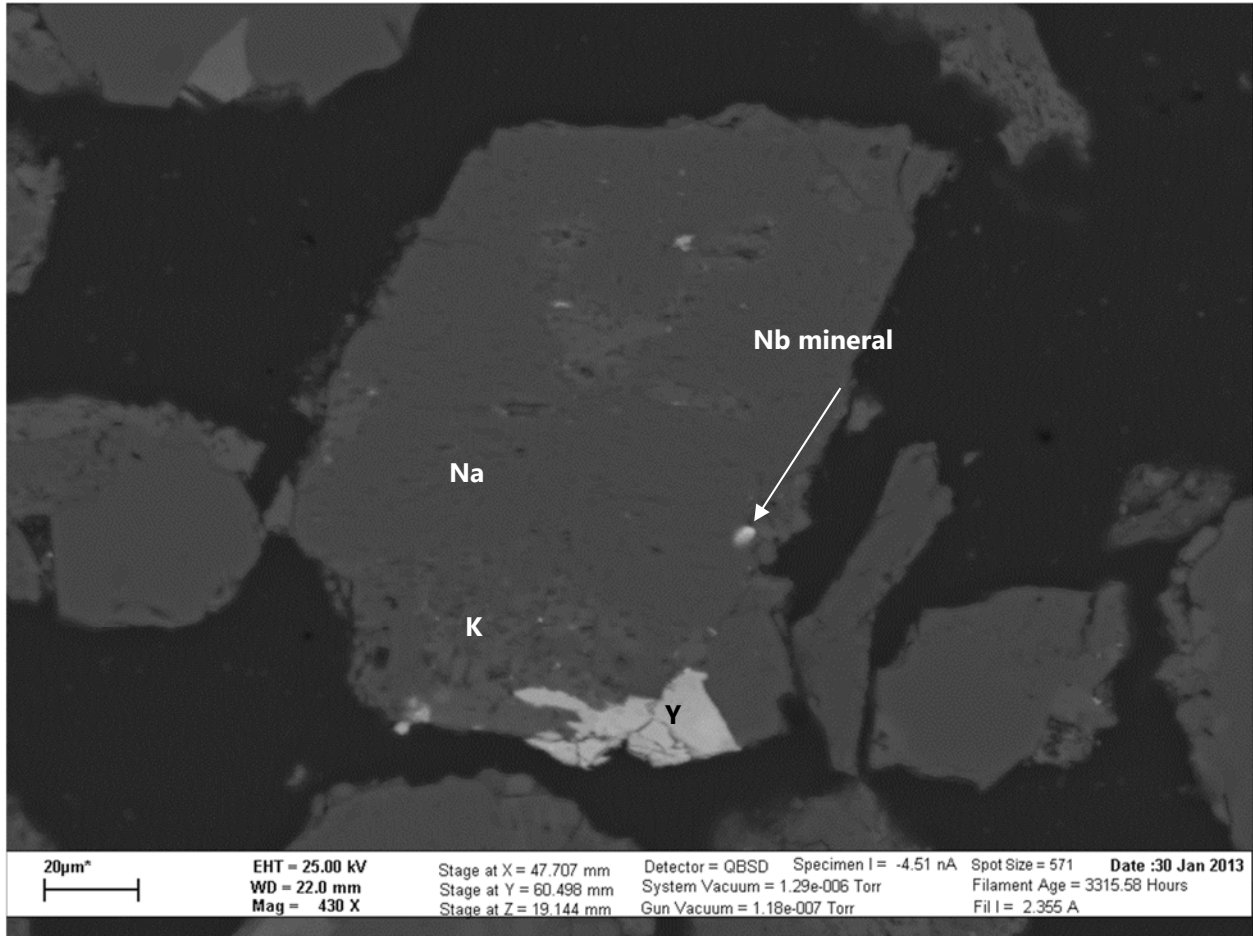 Nb mineral
Na
K
Y
20µm*
EHT = 25.00 kV
WD = 22.0 mm
Mag = 430 X
Stage at X = 47.707 mm
Stage at Y = 60.498 mm
Stage at Z = 19.144 mm
Detector = QBSD
System Vacuum = 1.29e-006 Torr
Gun Vacuum = 1.18e-007 Torr
Specimen I = -4.51 nA
Spot Size = 571
Filament Age = 3315.58 Hours
Fil I = 2.355 A
Date :30 Jan 2013